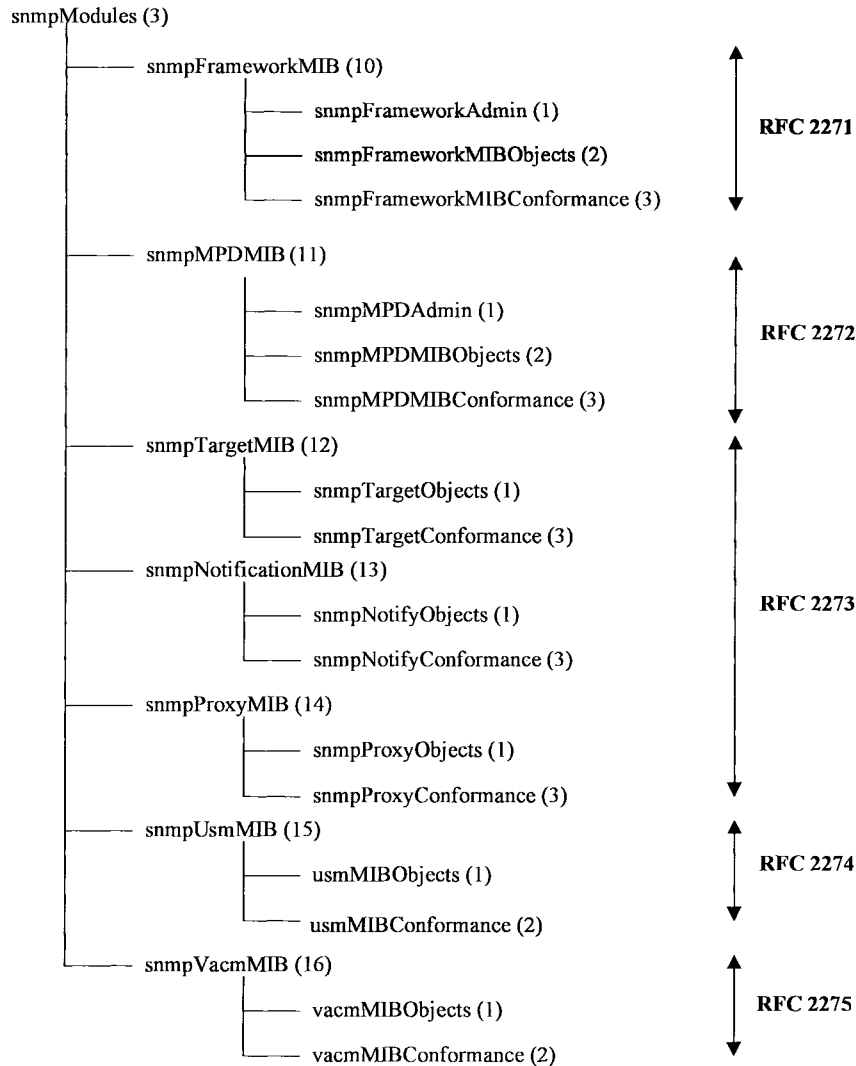 snmpModules (3)
snmpFrameworkMIB (10)
snmpFrameworkAdmin (1)
snmpFrameworkMIBObjects (2)
snmpFrameworkMIBConformance (3)
RFC 2271
snmpMPDMIB (11)
snmpMPDAdmin (1)
snmpMPDMIBObjects (2)
snmpMPDMIBConformance (3)
RFC 2272
snmpTargetMIB (12)
snmpTargetObjects (1)
snmpTargetConformance (3)
snmpNotificationMIB (13)
snmpNotifyObjects (1)
snmpNotifyConformance (3)
snmpProxyMIB (14)
snmpProxyObjects (1)
snmpProxyConformance (3)
RFC 2273
snmpUsmMIB (15)
usmMIBObjects (1)
usmMIBConformance (2)
RFC 2274
snmpVacmMIB (16)
vacmMIBObjects (1)
vacmMIBConformance (2)
RFC 2275